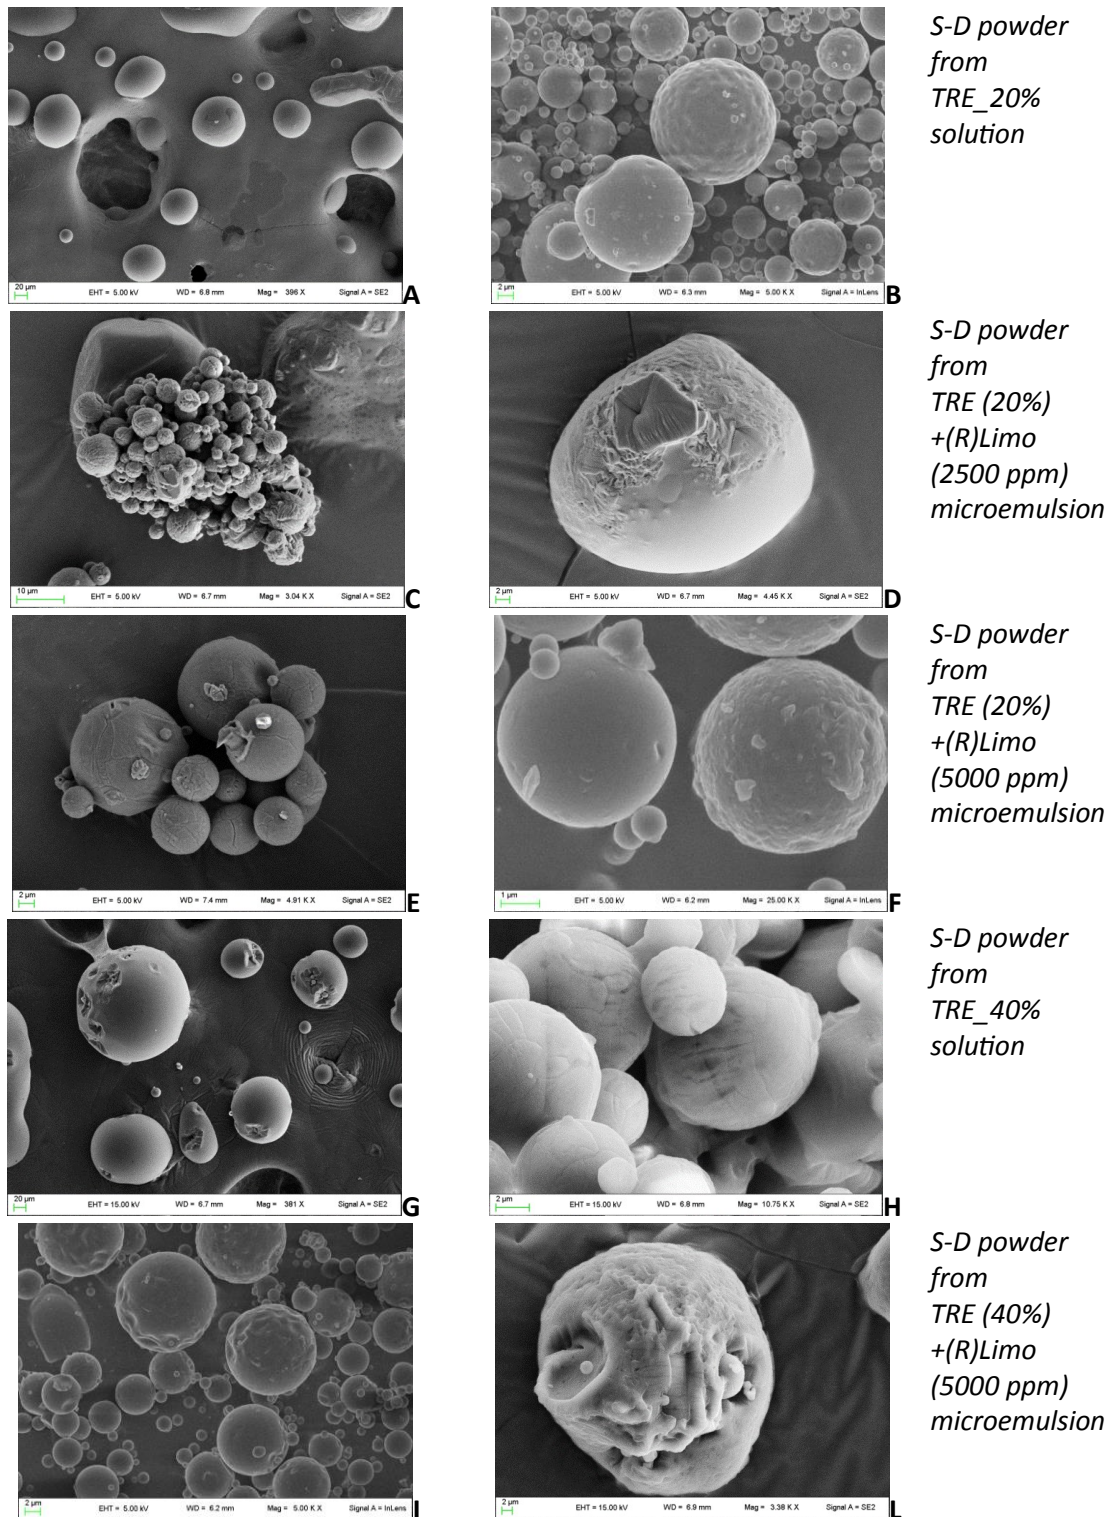 S-D powder
from
TRE_20%
solution
20 µm
EHT = 5.00 kV WD = 6.8 mm Mag = 396 X Signal A = SE2
A
2 µm
EHT = 5.00 kV WD = 6.3 mm Mag = 5.00 K X Signal A = InLens
B
S-D powder
from
TRE (20%)
+(R)Limo
(2500 ppm)
microemulsion
10 µm
EHT = 5.00 kV WD = 6.7 mm Mag = 3.04 K X Signal A = SE2
C
2 µm
EHT = 5.00 kV WD = 6.7 mm Mag = 4.45 K X Signal A = SE2
D
S-D powder
from
TRE (20%)
+(R)Limo
(5000 ppm)
microemulsion
2 µm
EHT = 5.00 kV WD = 7.4 mm Mag = 4.91 K X Signal A = SE2
E
1 µm
EHT = 5.00 kV WD = 6.2 mm Mag = 25.00 K X Signal A = InLens
F
S-D powder
from
TRE_40%
solution
20 µm
EHT = 15.00 kV WD = 6.7 mm Mag = 381 X Signal A = SE2
G
2 µm
EHT = 15.00 kV WD = 6.8 mm Mag = 10.75 K X Signal A = SE2
H
S-D powder
from
TRE (40%)
+(R)Limo
(5000 ppm)
microemulsion
2 µm
EHT = 5.00 kV WD = 6.2 mm Mag = 5.00 K X Signal A = InLens
I
2 µm
EHT = 15.00 kV WD = 6.9 mm Mag = 3.38 K X Signal A = SE2
L